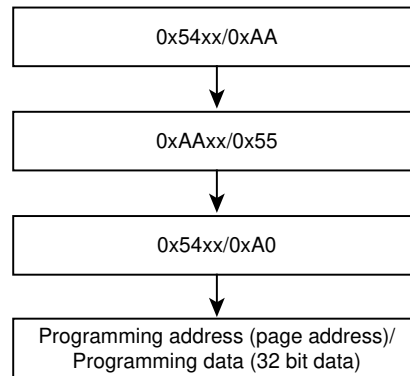 0x54xx/0xAA
0xAAxx/0x55
0x54xx/0xA0
Programming address (page address)/
Programming data (32 bit data)